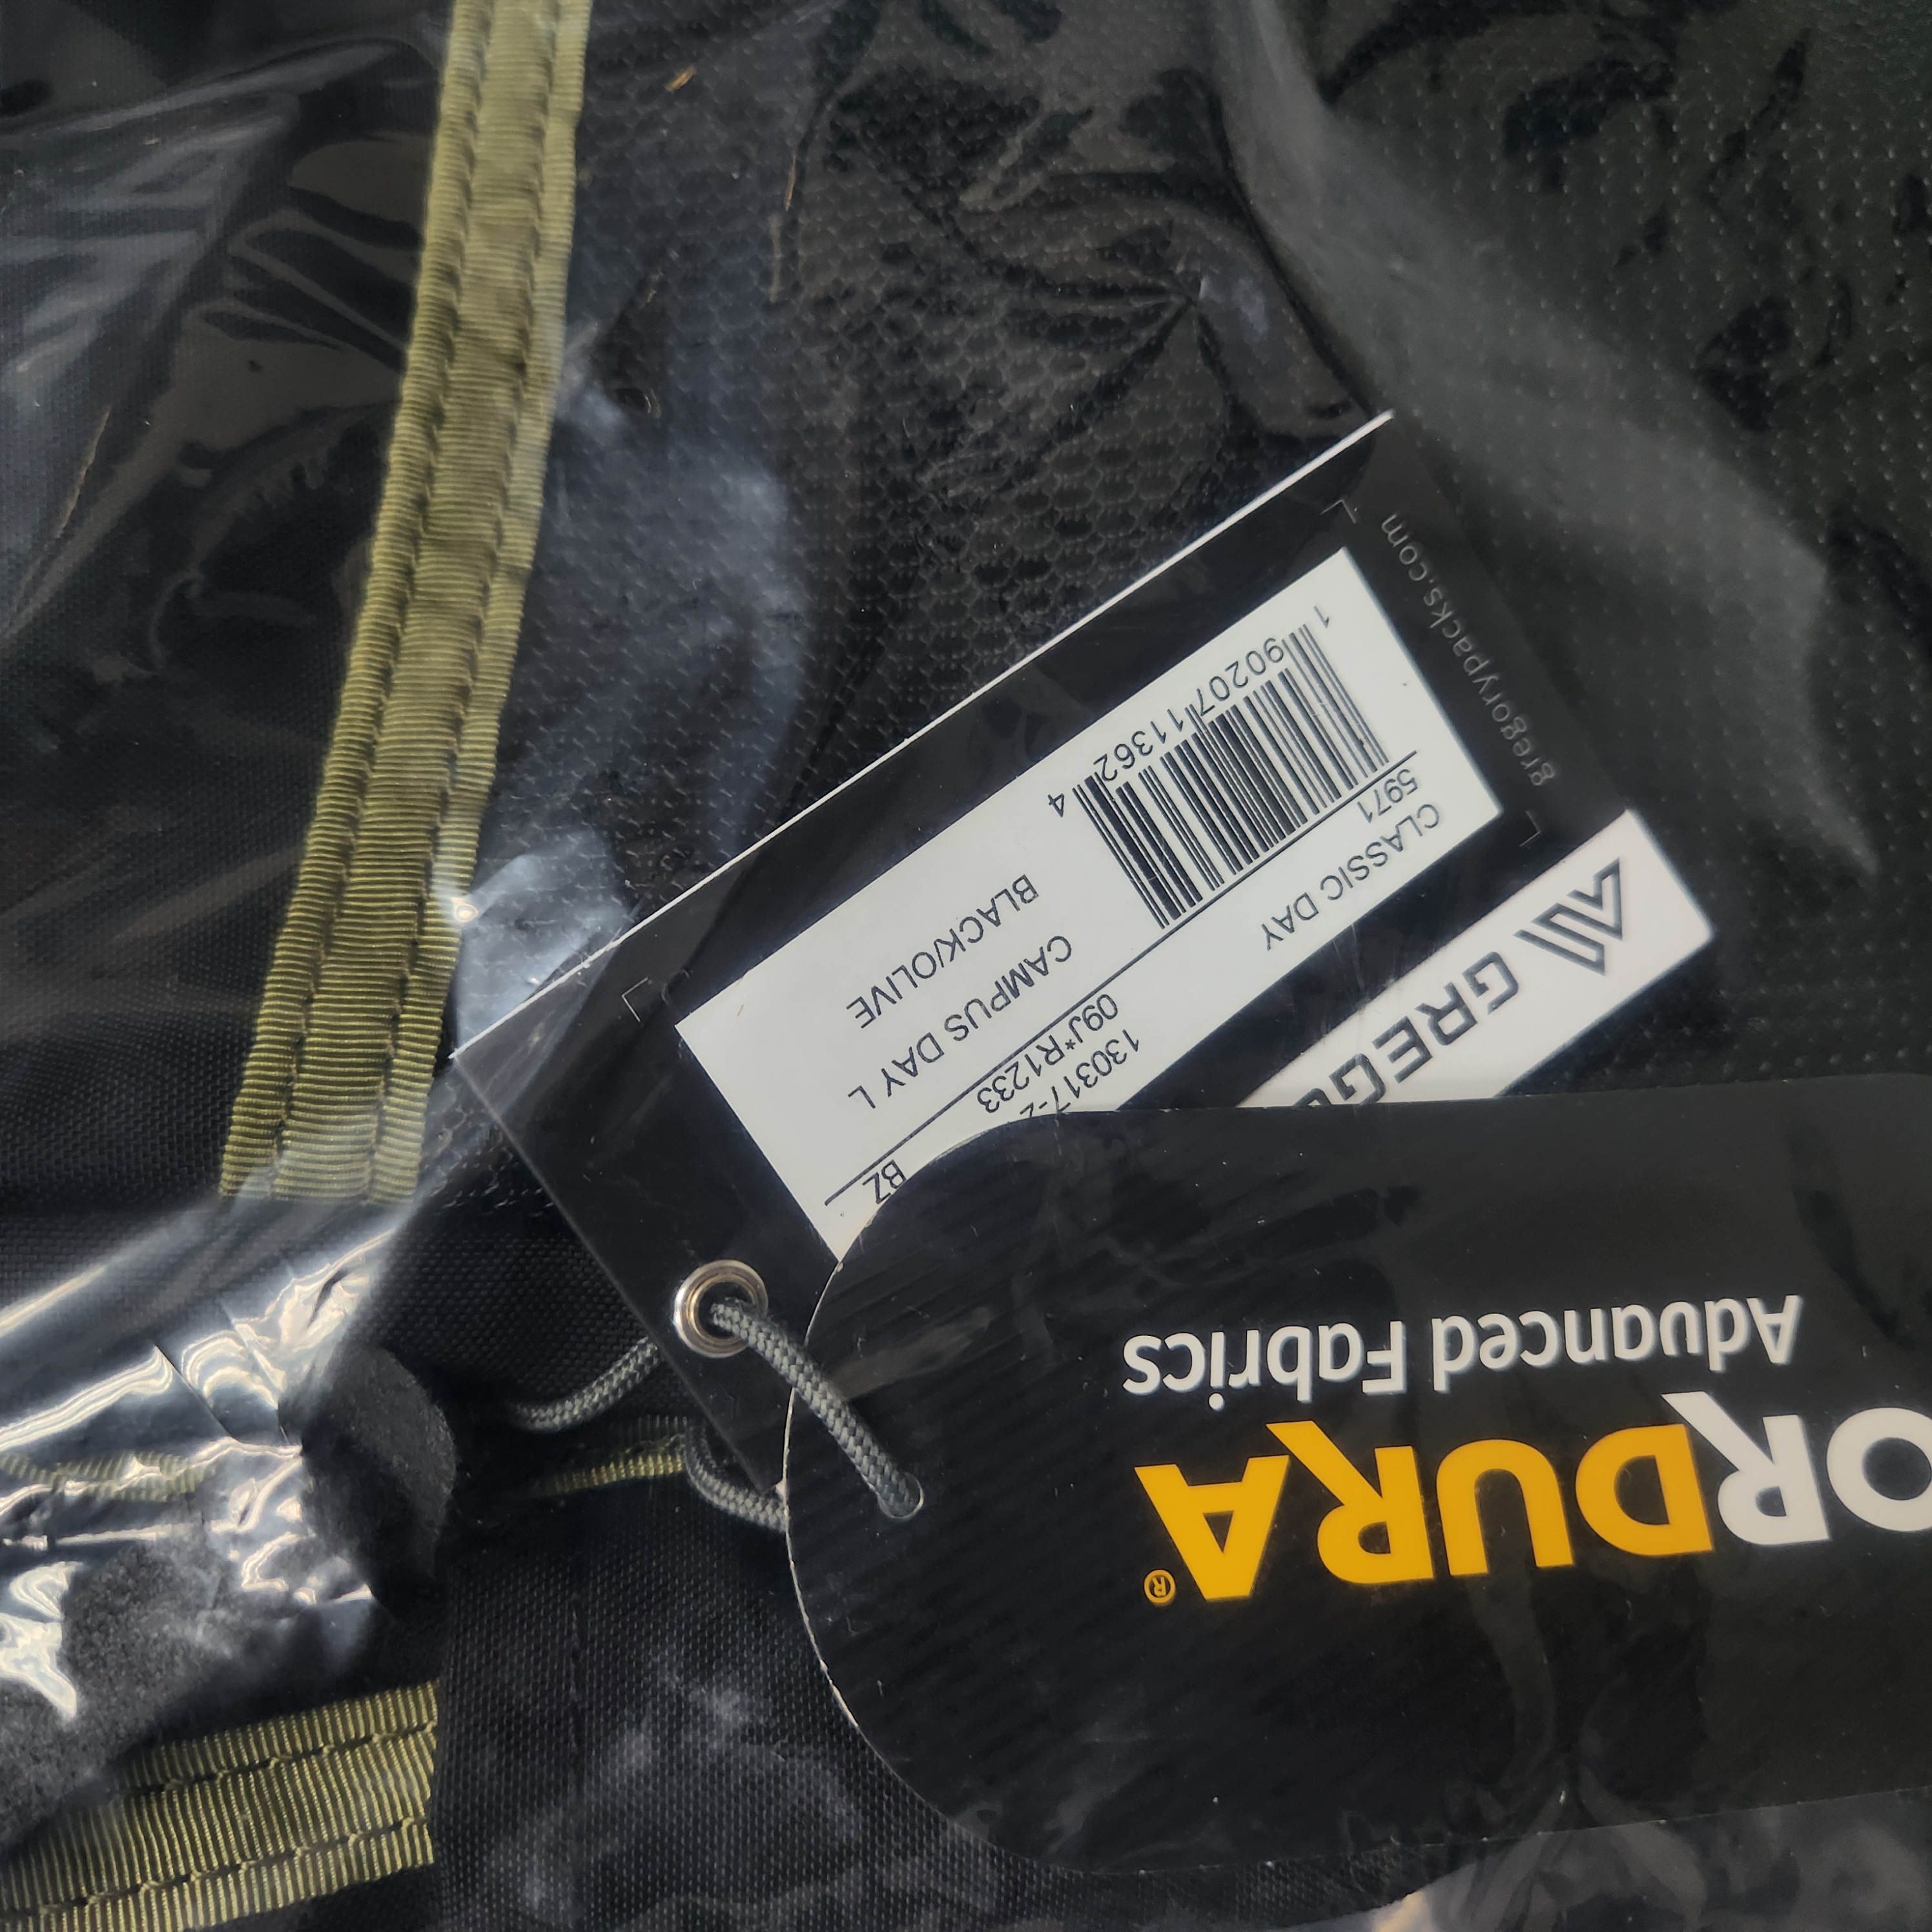 GREG
130317-
09J*R1233
BZ
CLASSIC DAY
5971
CAMPUS DAY L
BLACK/OLIVE
1 90207 11362 4
gregorypacks.com
ORDURA®
Advanced Fabrics